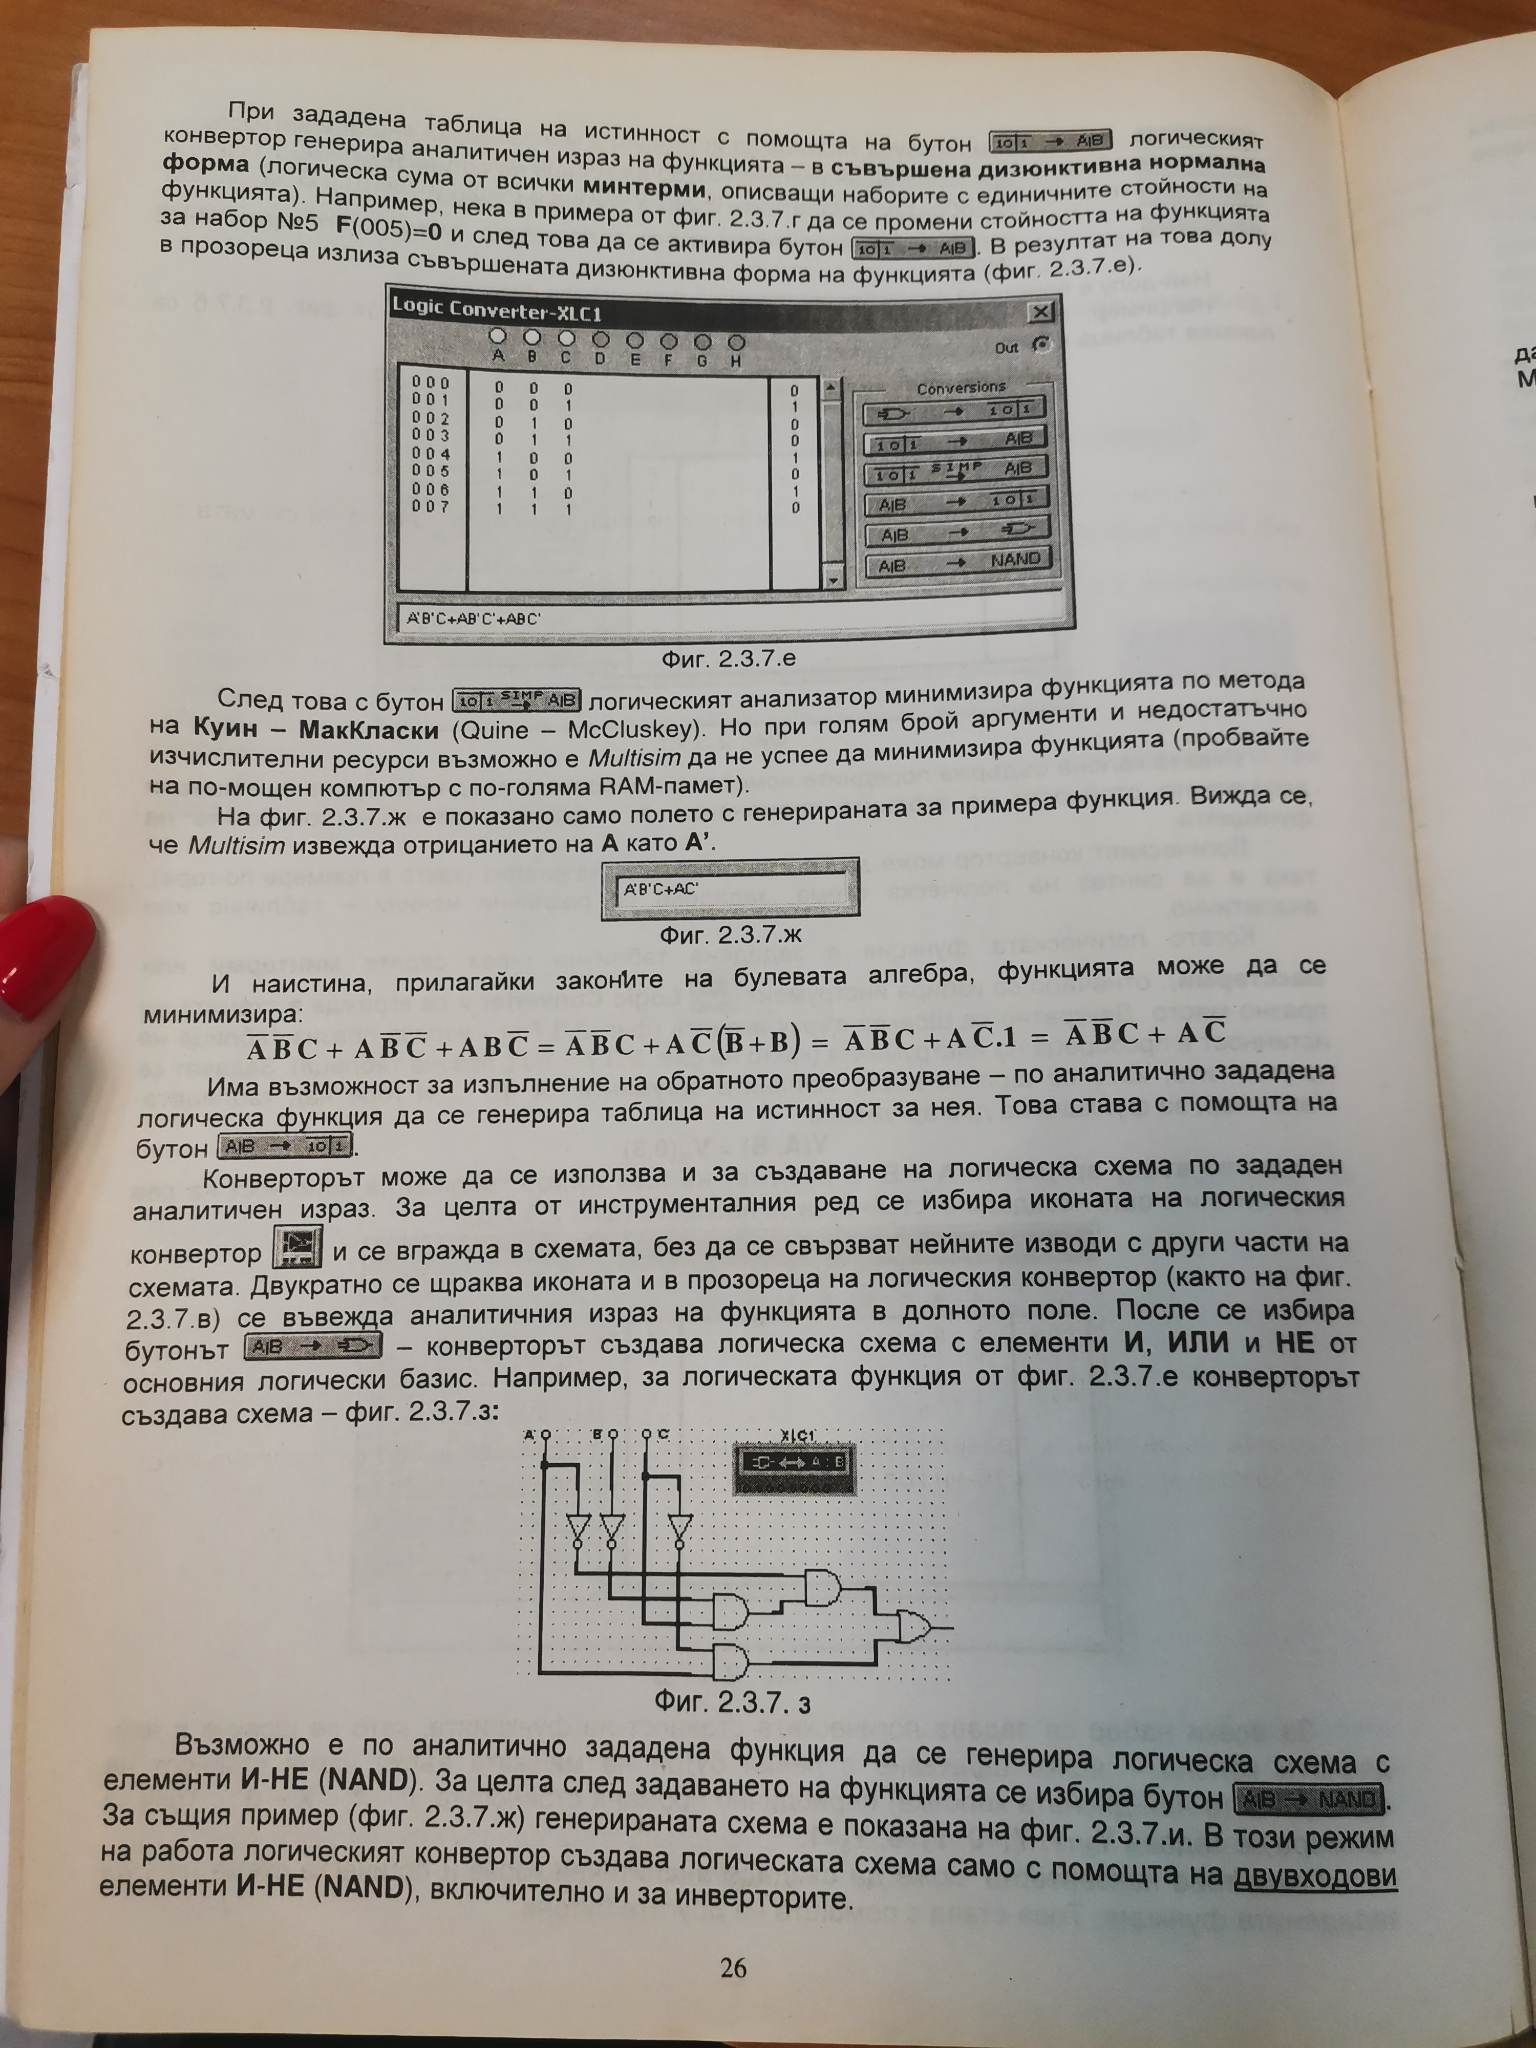 При зададена таблица на истинност с помощта на бутон 10|1 → A|B логическият
конвертор генерира аналитичен израз на функцията – в съвършена дизюнктивна нормална
форма (логическа сума от всички минтерми, описващи наборите с единичните стойности на
функцията). Например, нека в примера от фиг. 2.3.7.г да се промени стойността на функцията
за набор №5 F(005)=0 и след това да се активира бутон 10|1 → A|B. В резултат на това долу
в прозореца излиза съвършената дизюнктивна форма на функцията (фиг. 2.3.7.е).
Logic Converter-XLC1
Out
A B C D E F G H
Conversions
000 0 0 0 0
001 0 0 1 1
002 0 1 0 0
003 0 1 1 0
004 1 0 0 1
005 1 0 1 0
006 1 1 0 1
007 1 1 1 0
→ 10|1
10|1 → A|B
10|1 SIMP → A|B
A|B → 10|1
A|B →
A|B → NAND
A'B'C+AB'C'+ABC'
Фиг. 2.3.7.е
След това с бутон 10|1 SIMP → A|B логическият анализатор минимизира функцията по метода
на Куин – МакКласки (Quine – McCluskey). Но при голям брой аргументи и недостатъчно
изчислителни ресурси възможно е Multisim да не успее да минимизира функцията (пробвайте
на по-мощен компютър с по-голяма RAM-памет).
На фиг. 2.3.7.ж е показано само полето с генерираната за примера функция. Вижда се,
че Multisim извежда отрицанието на A като A’.
A'B'C+AC'
Фиг. 2.3.7.ж
И наистина, прилагайки законите на булевата алгебра, функцията може да се
минимизира:
A̅ B̅ C + A B̅ C̅ + A B C̅ = A̅ B̅ C + A C̅(B̅+B) = A̅ B̅ C + A C̅.1 = A̅ B̅ C + A C̅
Има възможност за изпълнение на обратното преобразуване – по аналитично зададена
логическа функция да се генерира таблица на истинност за нея. Това става с помощта на
бутон A|B → 10|1.
Конверторът може да се използва и за създаване на логическа схема по зададен
аналитичен израз. За целта от инструменталния ред се избира иконата на логическия
конвертор и се вгражда в схемата, без да се свързват нейните изводи с други части на
схемата. Двукратно се щраква иконата и в прозореца на логическия конвертор (както на фиг.
2.3.7.в) се въвежда аналитичния израз на функцията в долното поле. После се избира
бутонът A|B → – конверторът създава логическа схема с елементи И, ИЛИ и НЕ от
основния логически базис. Например, за логическата функция от фиг. 2.3.7.е конверторът
създава схема – фиг. 2.3.7.з:
A B C XLC1
A B
Фиг. 2.3.7. з
Възможно е по аналитично зададена функция да се генерира логическа схема с
елементи И-НЕ (NAND). За целта след задаването на функцията се избира бутон A|B → NAND.
За същия пример (фиг. 2.3.7.ж) генерираната схема е показана на фиг. 2.3.7.и. В този режим
на работа логическият конвертор създава логическата схема само с помощта на двувходови
елементи И-НЕ (NAND), включително и за инверторите.
26